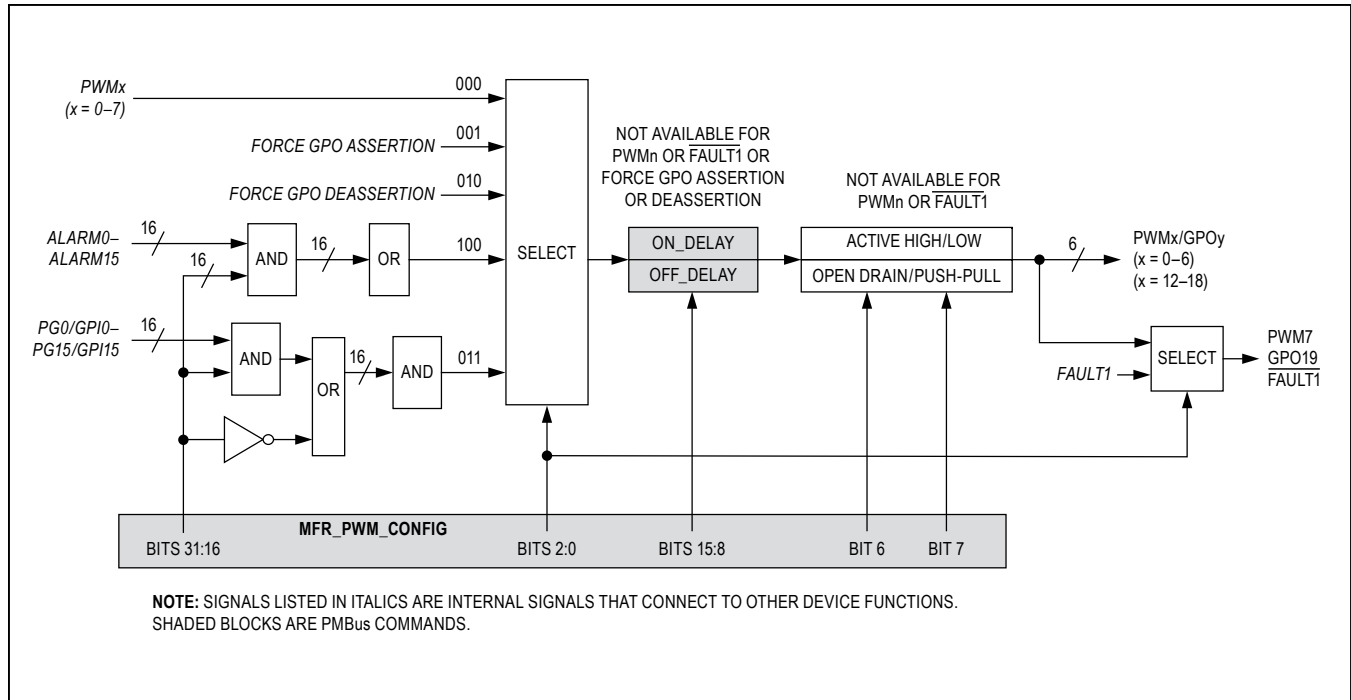 PWMx
(x = 0–7)
000
FORCE GPO ASSERTION
001
FORCE GPO DEASSERTION
010
ALARM0–
ALARM15
16
16
AND
16
OR
100
PG0/GPI0–
PG15/GPI15
16
AND
OR
16
AND
011
SELECT
NOT AVAILABLE FOR
PWMn OR FAULT1 OR
FORCE GPO ASSERTION
OR DEASSERTION
ON_DELAY
OFF_DELAY
NOT AVAILABLE FOR
PWMn OR FAULT1
ACTIVE HIGH/LOW
OPEN DRAIN/PUSH-PULL
6
PWMx/GPOy
(x = 0–6)
(x = 12–18)
FAULT1
SELECT
PWM7
GPO19
FAULT1
MFR_PWM_CONFIG
BITS 31:16
BITS 2:0
BITS 15:8
BIT 6
BIT 7
NOTE: SIGNALS LISTED IN ITALICS ARE INTERNAL SIGNALS THAT CONNECT TO OTHER DEVICE FUNCTIONS.
SHADED BLOCKS ARE PMBus COMMANDS.